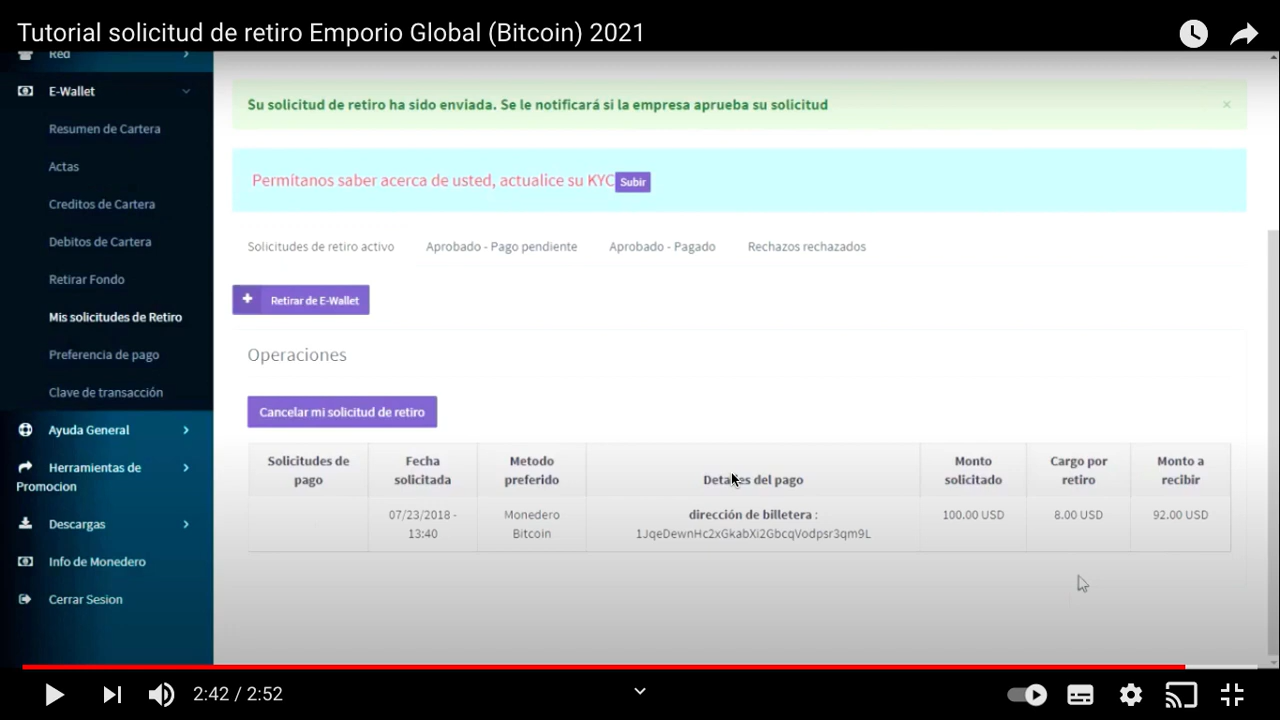 Tutorial solicitud de retiro Emporio Global (Bitcoin) 2021
Red
E-Wallet
Resumen de Cartera
Actas
Creditos de Cartera
Debitos de Cartera
Retirar Fondo
Mis solicitudes de Retiro
Preferencia de pago
Clave de transacción
Ayuda General
Herramientas de
Promocion
Descargas
Info de Monedero
Cerrar Sesion
Su solicitud de retiro ha sido enviada. Se le notificará si la empresa aprueba su solicitud
×
Permítanos saber acerca de usted, actualice su KYC Subir
Solicitudes de retiro activo Aprobado - Pago pendiente Aprobado - Pagado Rechazos rechazados
+ Retirar de E-Wallet
Operaciones
Cancelar mi solicitud de retiro
Solicitudes de pago Fecha solicitada Metodo preferido Detalles del pago Monto solicitado Cargo por retiro Monto a recibir
07/23/2018 - 13:40 Monedero Bitcoin dirección de billetera : 1JqeDewnHc2xGkabXi2GbcqVodpsr3qm9L 100.00 USD 8.00 USD 92.00 USD
2:42 / 2:52